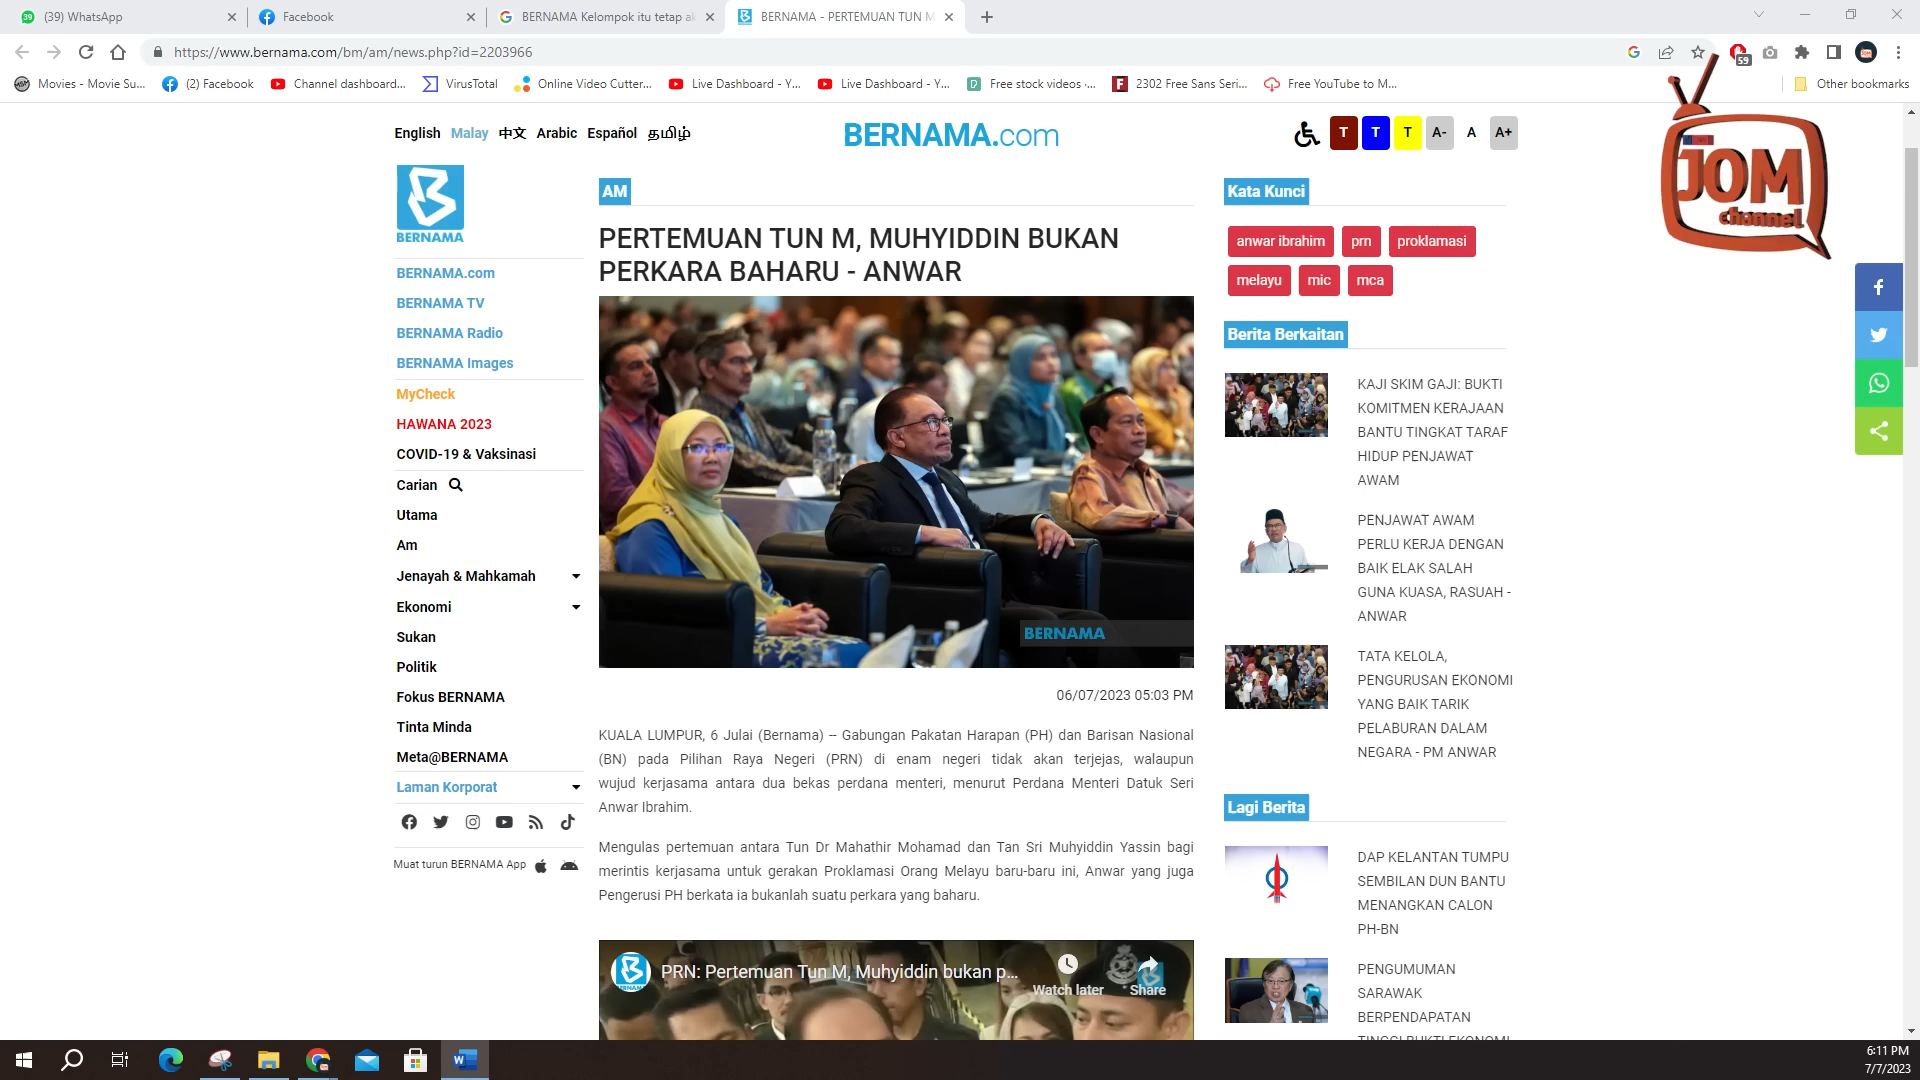 (39) WhatsApp
Facebook
BERNAMA Kelompok itu tetap ak
BERNAMA - PERTEMUAN TUN M
https://www.bernama.com/bm/am/news.php?id=2203966
59
Movies - Movie Su...
(2) Facebook
Channel dashboard...
VirusTotal
Online Video Cutter...
Live Dashboard - Y...
Live Dashboard - Y...
Free stock videos -...
2302 Free Sans Seri...
Free YouTube to M...
Other bookmarks
English Malay 中文 Arabic Español தமிழ்
BERNAMA.com
T T T A- A A+
JOM
channel
BERNAMA
BERNAMA.com
BERNAMA TV
BERNAMA Radio
BERNAMA Images
MyCheck
HAWANA 2023
COVID-19 & Vaksinasi
Carian
Utama
Am
Jenayah & Mahkamah
Ekonomi
Sukan
Politik
Fokus BERNAMA
Tinta Minda
Meta@BERNAMA
Laman Korporat
Muat turun BERNAMA App
AM
PERTEMUAN TUN M, MUHYIDDIN BUKAN
PERKARA BAHARU - ANWAR
BERNAMA
06/07/2023 05:03 PM
KUALA LUMPUR, 6 Julai (Bernama) -- Gabungan Pakatan Harapan (PH) dan Barisan Nasional
(BN) pada Pilihan Raya Negeri (PRN) di enam negeri tidak akan terjejas, walaupun
wujud kerjasama antara dua bekas perdana menteri, menurut Perdana Menteri Datuk Seri
Anwar Ibrahim.
Mengulas pertemuan antara Tun Dr Mahathir Mohamad dan Tan Sri Muhyiddin Yassin bagi
merintis kerjasama untuk gerakan Proklamasi Orang Melayu baru-baru ini, Anwar yang juga
Pengerusi PH berkata ia bukanlah suatu perkara yang baharu.
PRN: Pertemuan Tun M, Muhyiddin bukan p...
Watch later
Share
Kata Kunci
anwar ibrahim prn proklamasi
melayu mic mca
Berita Berkaitan
KAJI SKIM GAJI: BUKTI
KOMITMEN KERAJAAN
BANTU TINGKAT TARAF
HIDUP PENJAWAT
AWAM
PENJAWAT AWAM
PERLU KERJA DENGAN
BAIK ELAK SALAH
GUNA KUASA, RASUAH -
ANWAR
TATA KELOLA,
PENGURUSAN EKONOMI
YANG BAIK TARIK
PELABURAN DALAM
NEGARA - PM ANWAR
Lagi Berita
DAP KELANTAN TUMPU
SEMBILAN DUN BANTU
MENANGKAN CALON
PH-BN
PENGUMUMAN
SARAWAK
BERPENDAPATAN
TINGGI BUKTI EKONOMI
6:11 PM
7/7/2023